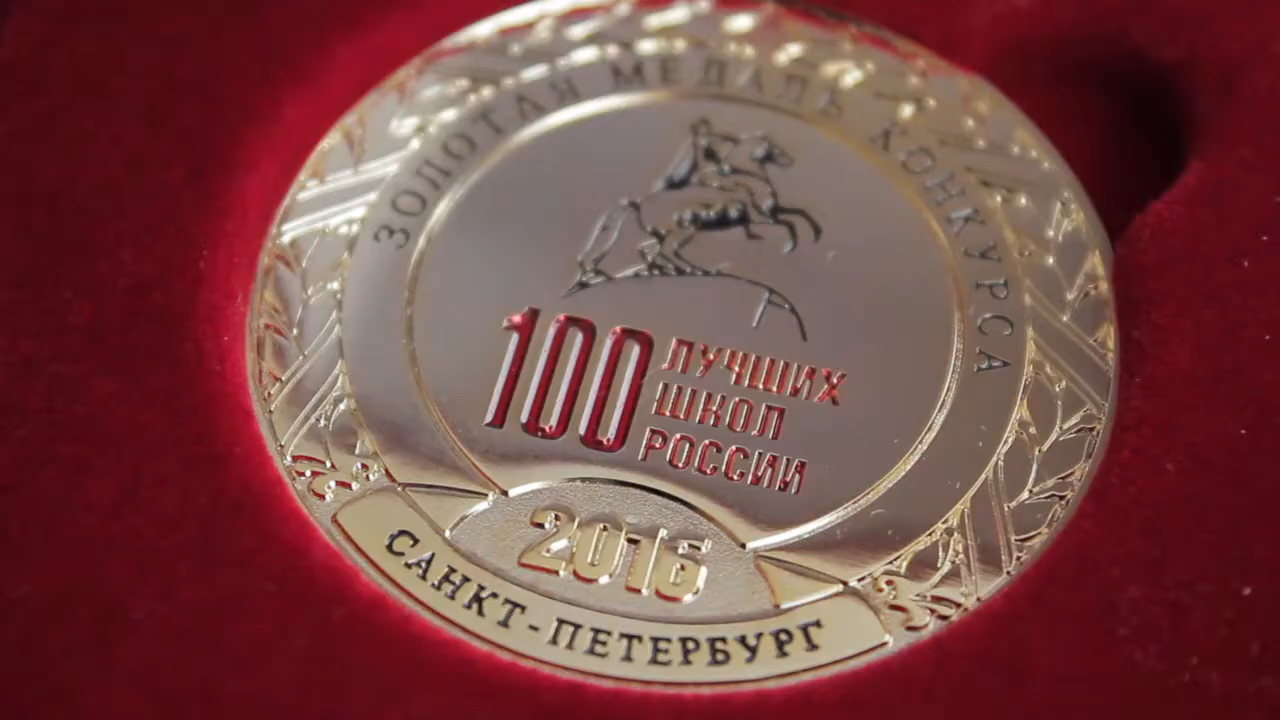 ЗОЛОТАЯ МЕДАЛЬ КОНКУРСА
100 ЛУЧШИХ
ШКОЛ
РОССИИ
2016
САНКТ-ПЕТЕРБУРГ